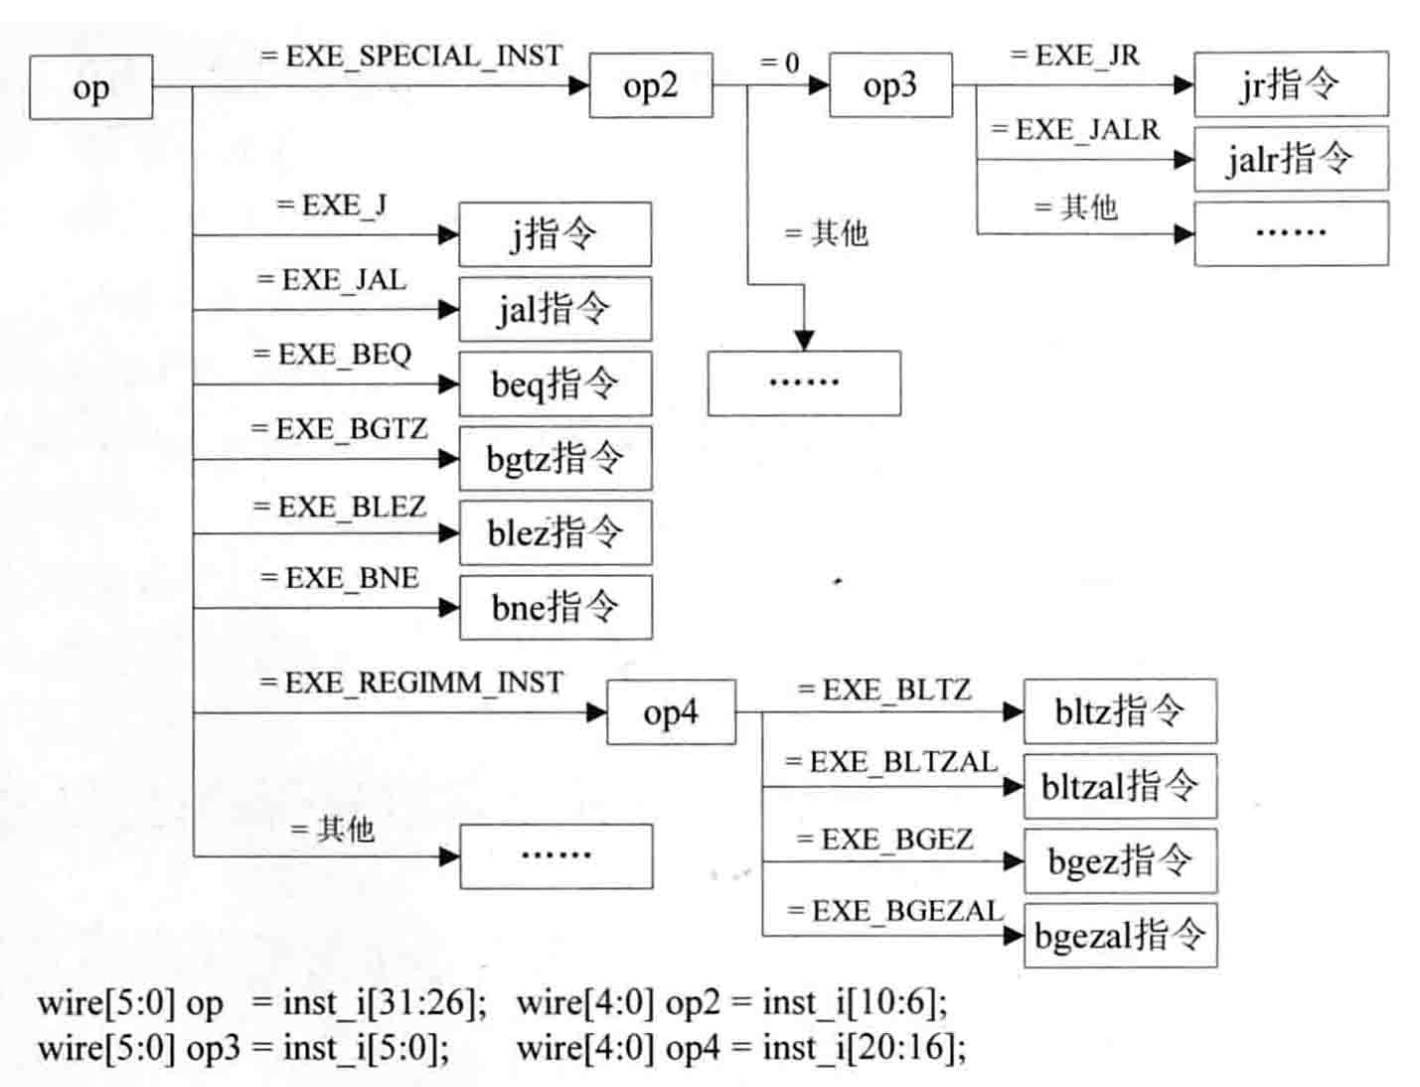 op
= EXE_SPECIAL_INST
op2
= 0
op3
= EXE_JR
jr指令
= EXE_JALR
jalr指令
= 其他
……
= 其他
……
= EXE_J
j指令
= EXE_JAL
jal指令
= EXE_BEQ
beq指令
= EXE_BGTZ
bgtz指令
= EXE_BLEZ
blez指令
= EXE_BNE
bne指令
= EXE_REGIMM_INST
op4
= EXE_BLTZ
bltz指令
= EXE_BLTZAL
bltzal指令
= EXE_BGEZ
bgez指令
= EXE_BGEZAL
bgezal指令
= 其他
……
wire[5:0] op = inst_i[31:26]; wire[4:0] op2 = inst_i[10:6];
wire[5:0] op3 = inst_i[5:0]; wire[4:0] op4 = inst_i[20:16];